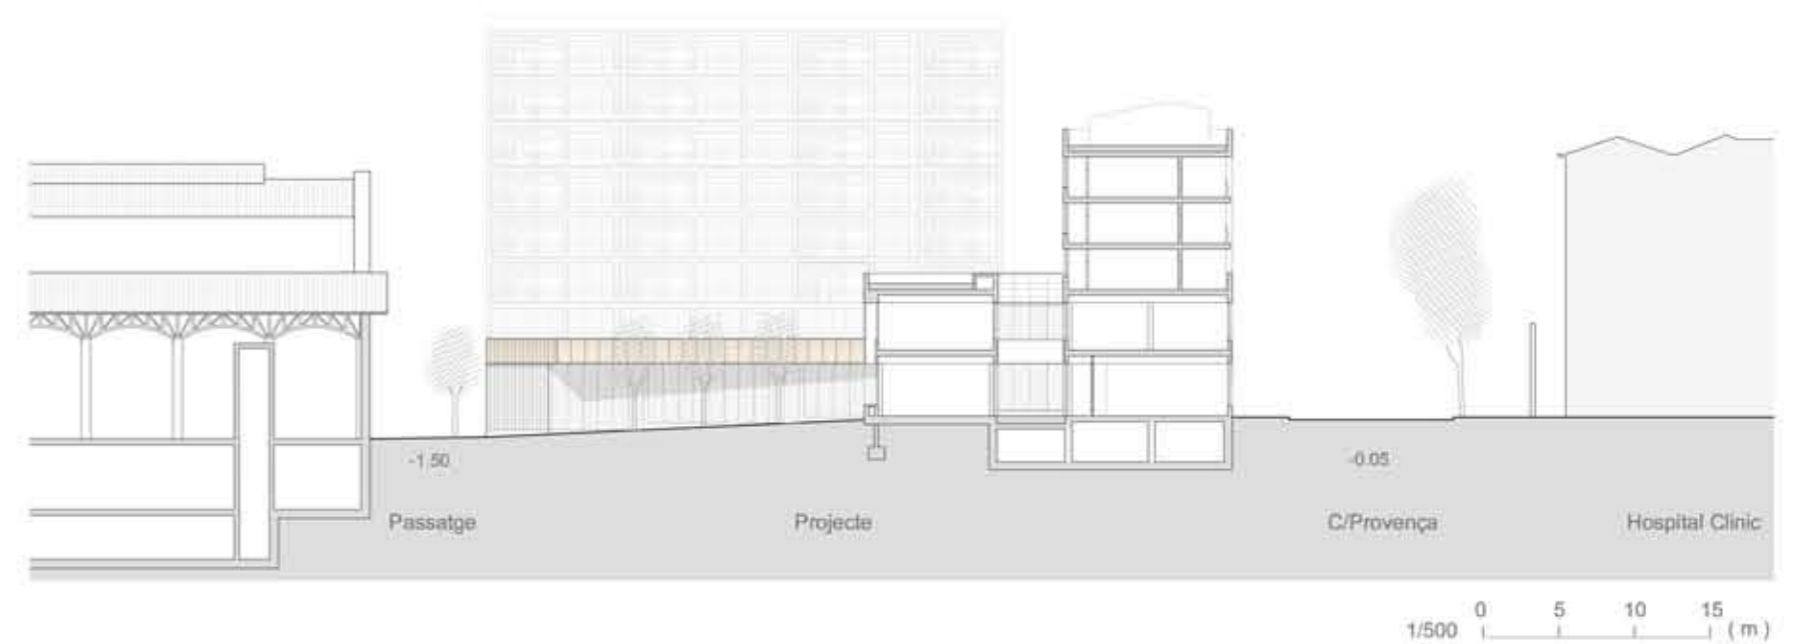 -1.50
-0.05
Passatge
Projecte
C/Provença
Hospital Clinic
0 5 10 15
1/500 ( m )